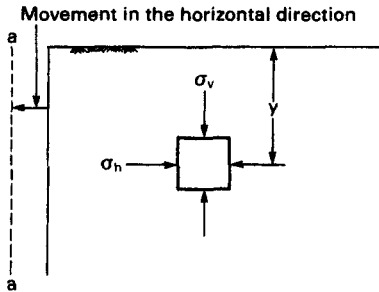 Movement in the horizontal direction
a
σv
y
σh
a